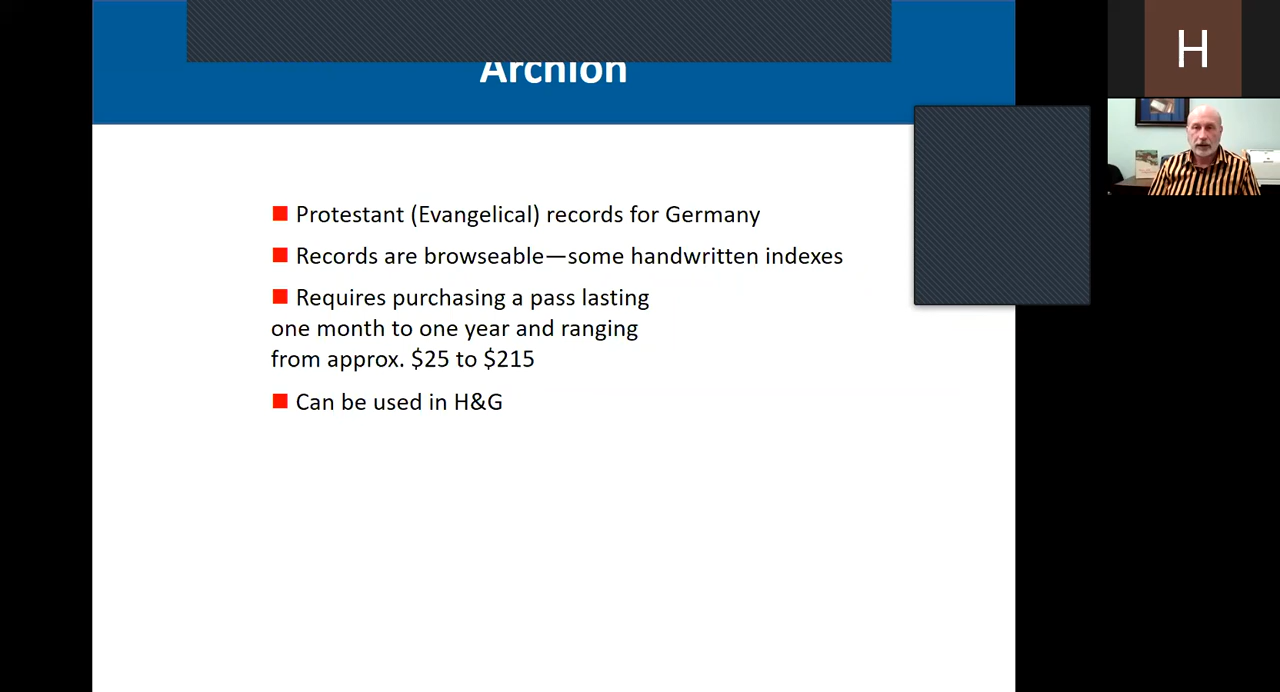 Archion
H
■ Protestant (Evangelical) records for Germany
■ Records are browseable—some handwritten indexes
■ Requires purchasing a pass lasting
one month to one year and ranging
from approx. $25 to $215
■ Can be used in H&G